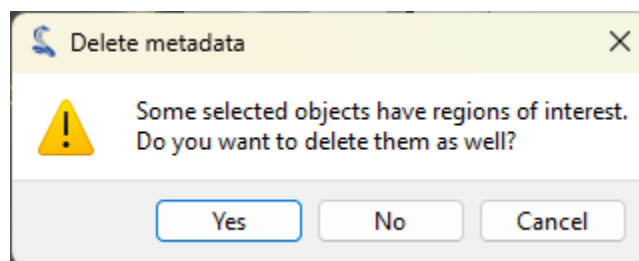 Delete metadata
Some selected objects have regions of interest.
Do you want to delete them as well?
Yes No Cancel